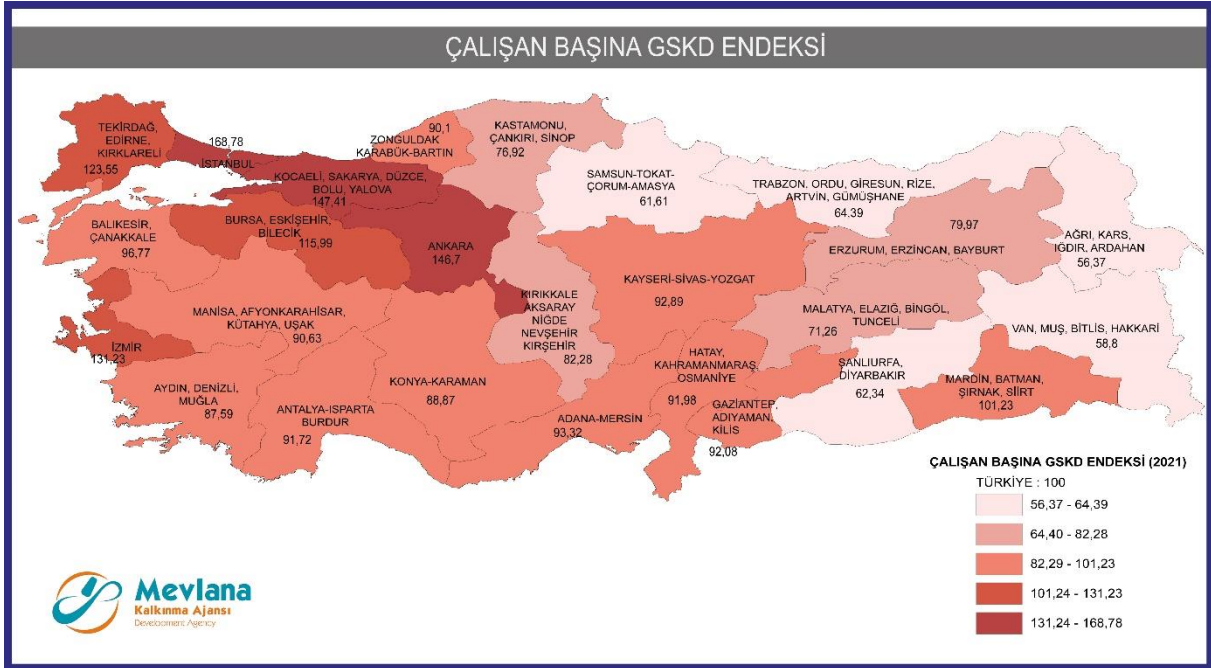 ÇALIŞAN BAŞINA GSKD ENDEKSİ
TEKİRDAĞ,
EDİRNE,
KIRKLARELİ
123,55
168,78
İSTANBUL
KOCAELİ, SAKARYA, DÜZCE,
BOLU, YALOVA
147,41
90,1
ZONGULDAK
KARABÜK-BARTIN
KASTAMONU,
ÇANKIRI, SİNOP
76,92
SAMSUN-TOKAT-
ÇORUM-AMASYA
61,61
TRABZON, ORDU, GİRESUN, RİZE,
ARTVİN, GÜMÜŞHANE
64,39
79,97
ERZURUM, ERZİNCAN, BAYBURT
AĞRI, KARS,
IĞDIR, ARDAHAN
56,37
BALIKESİR,
ÇANAKKALE
96,77
BURSA, ESKİŞEHİR,
BİLECİK
115,99
ANKARA
146,7
KIRIKKALE
AKSARAY
NİĞDE
NEVŞEHİR
KIRŞEHİR
82,28
KAYSERİ-SİVAS-YOZGAT
92,89
MALATYA, ELAZIĞ, BİNGÖL,
TUNCELİ
71,26
VAN, MUŞ, BİTLİS, HAKKARİ
58,8
MANİSA, AFYONKARAHİSAR,
KÜTAHYA, UŞAK
90,63
İZMİR
131,23
AYDIN, DENİZLİ,
MUĞLA
87,59
ANTALYA-ISPARTA
BURDUR
91,72
KONYA-KARAMAN
88,87
ADANA-MERSİN
93,32
HATAY,
KAHRAMANMARAŞ,
OSMANİYE
91,98
GAZİANTEP,
ADIYAMAN,
KİLİS
92,08
ŞANLIURFA,
DİYARBAKIR
62,34
MARDİN, BATMAN,
ŞIRNAK, SİİRT
101,23
ÇALIŞAN BAŞINA GSKD ENDEKSİ (2021)
TÜRKİYE : 100
56,37 - 64,39
64,40 - 82,28
82,29 - 101,23
101,24 - 131,23
131,24 - 168,78
Mevlana
Kalkınma Ajansı
Development Agency